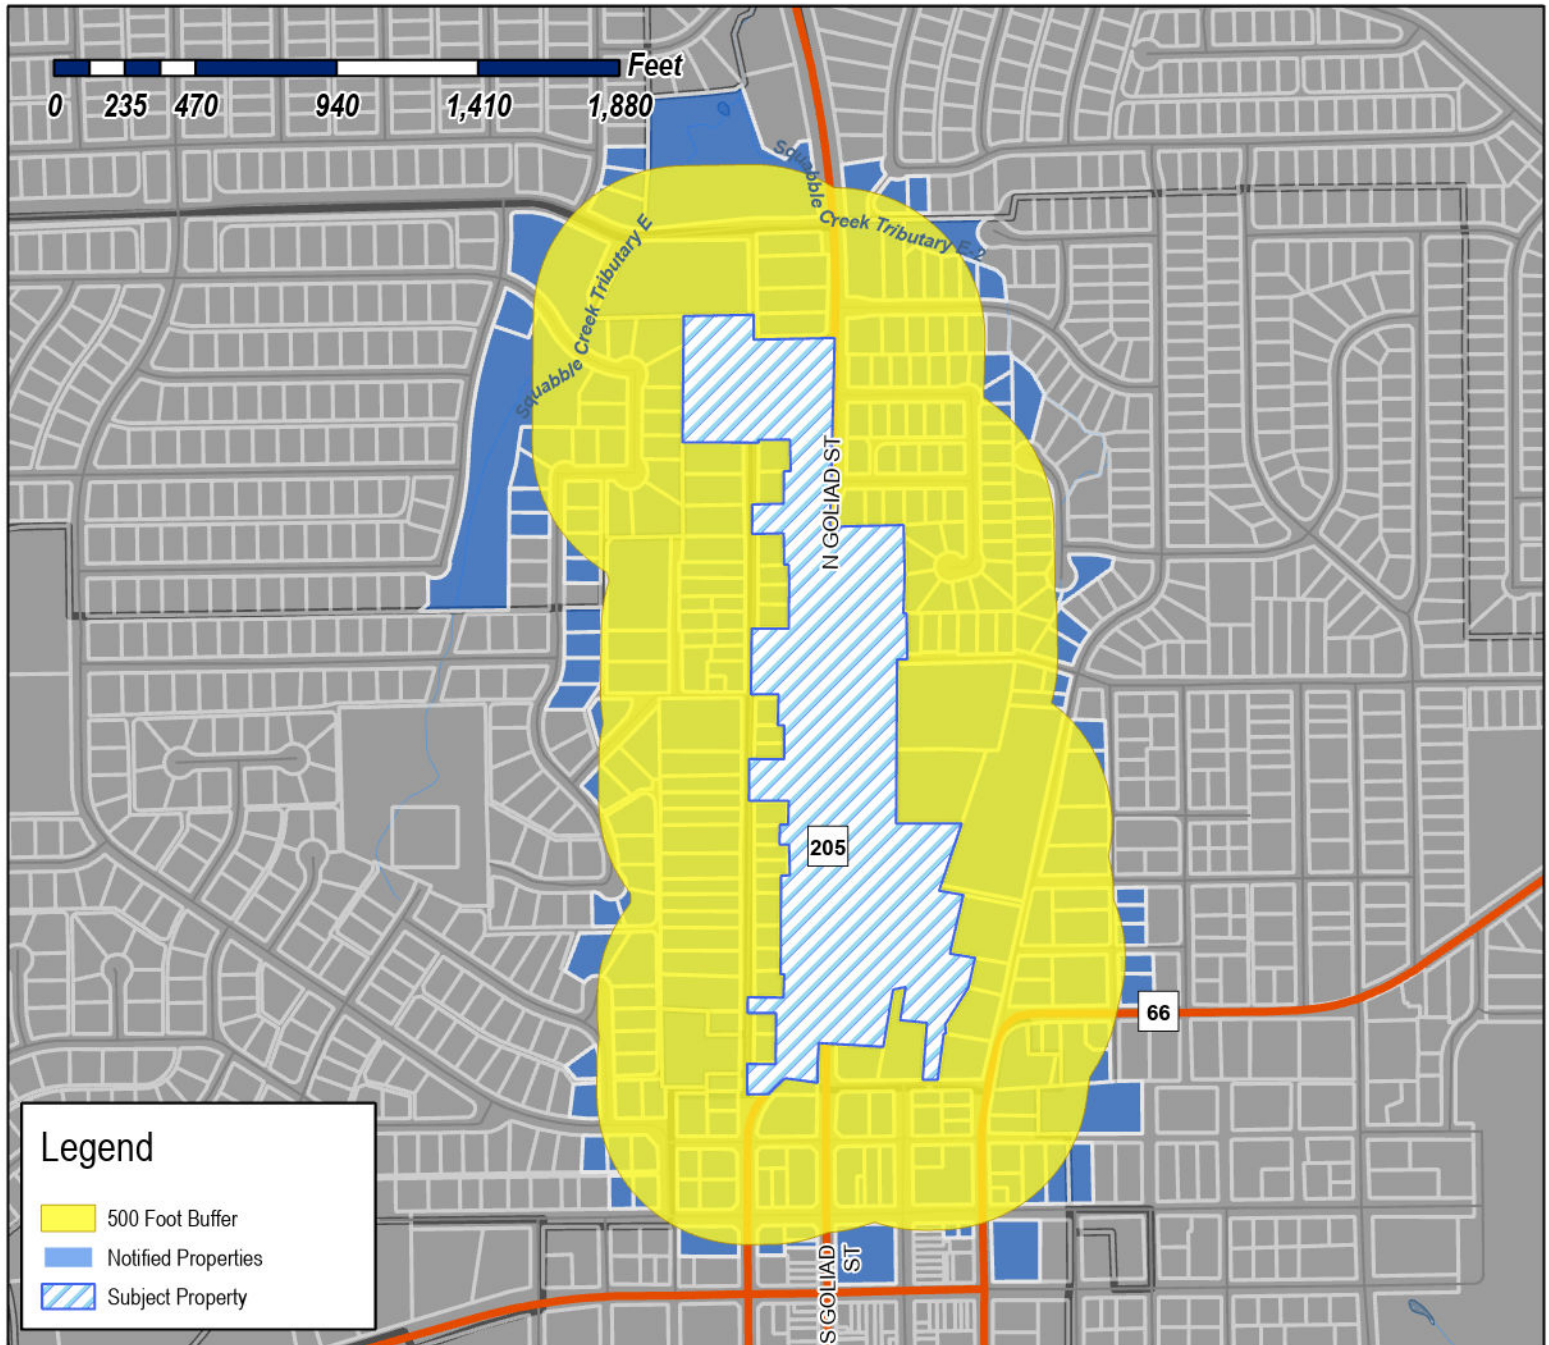 Feet
0 235 470 940 1,410 1,880
Squabble Creek Tributary E-2
Squabble Creek Tributary E
N GOLIAD ST
205
66
S GOLIAD
ST
Legend
500 Foot Buffer
Notified Properties
Subject Property